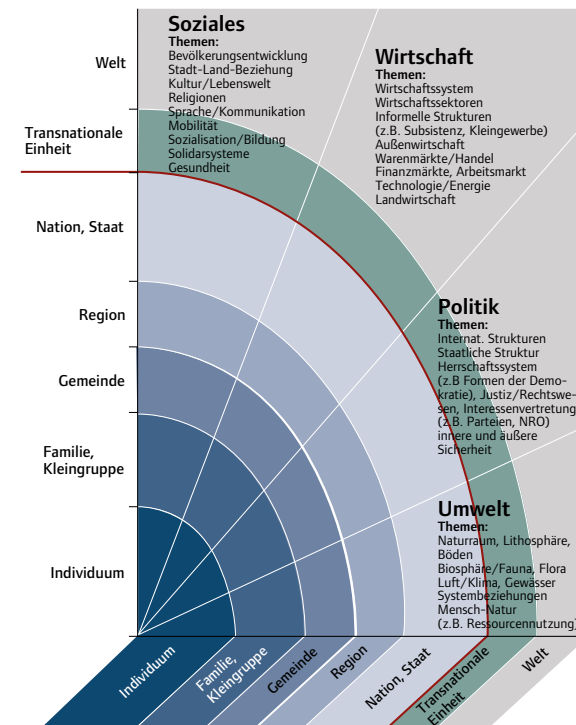 Soziales
Themen:
Bevölkerungsentwicklung
Stadt-Land-Beziehung
Kultur/Lebenswelt
Religionen
Sprache/Kommunikation
Mobilität
Sozialisation/Bildung
Solidarsysteme
Gesundheit
Wirtschaft
Themen:
Wirtschaftssystem
Wirtschaftssektoren
Informelle Strukturen
(z.B. Subsistenz, Kleingewerbe)
Außenwirtschaft
Warenmärkte/Handel
Finanzmärkte, Arbeitsmarkt
Technologie/Energie
Landwirtschaft
Politik
Themen:
Internat. Strukturen
Staatliche Struktur
Herrschaftssystem
(z.B Formen der Demo-
kratie), Justiz/Rechtswe-
sen, Interessenvertretung
(z.B. Parteien, NRO)
innere und äußere
Sicherheit
Umwelt
Themen:
Naturraum, Lithosphäre,
Böden
Biosphäre/Fauna, Flora
Luft/Klima, Gewässer
Systembeziehungen
Mensch-Natur
(z.B. Ressourcennutzung)
Welt
Transnationale
Einheit
Nation, Staat
Region
Gemeinde
Familie,
Kleingruppe
Individuum
Individuum
Familie,
Kleingruppe
Gemeinde
Region
Nation, Staat
Transnationale
Einheit
Welt